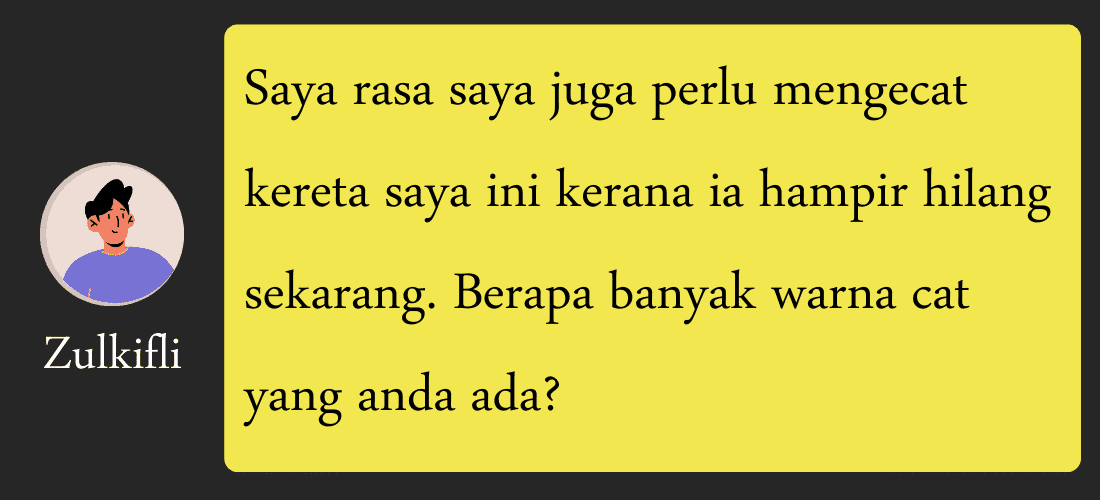 Saya rasa saya juga perlu mengecat
kereta saya ini kerana ia hampir hilang
sekarang. Berapa banyak warna cat
yang anda ada?
Zulkifli